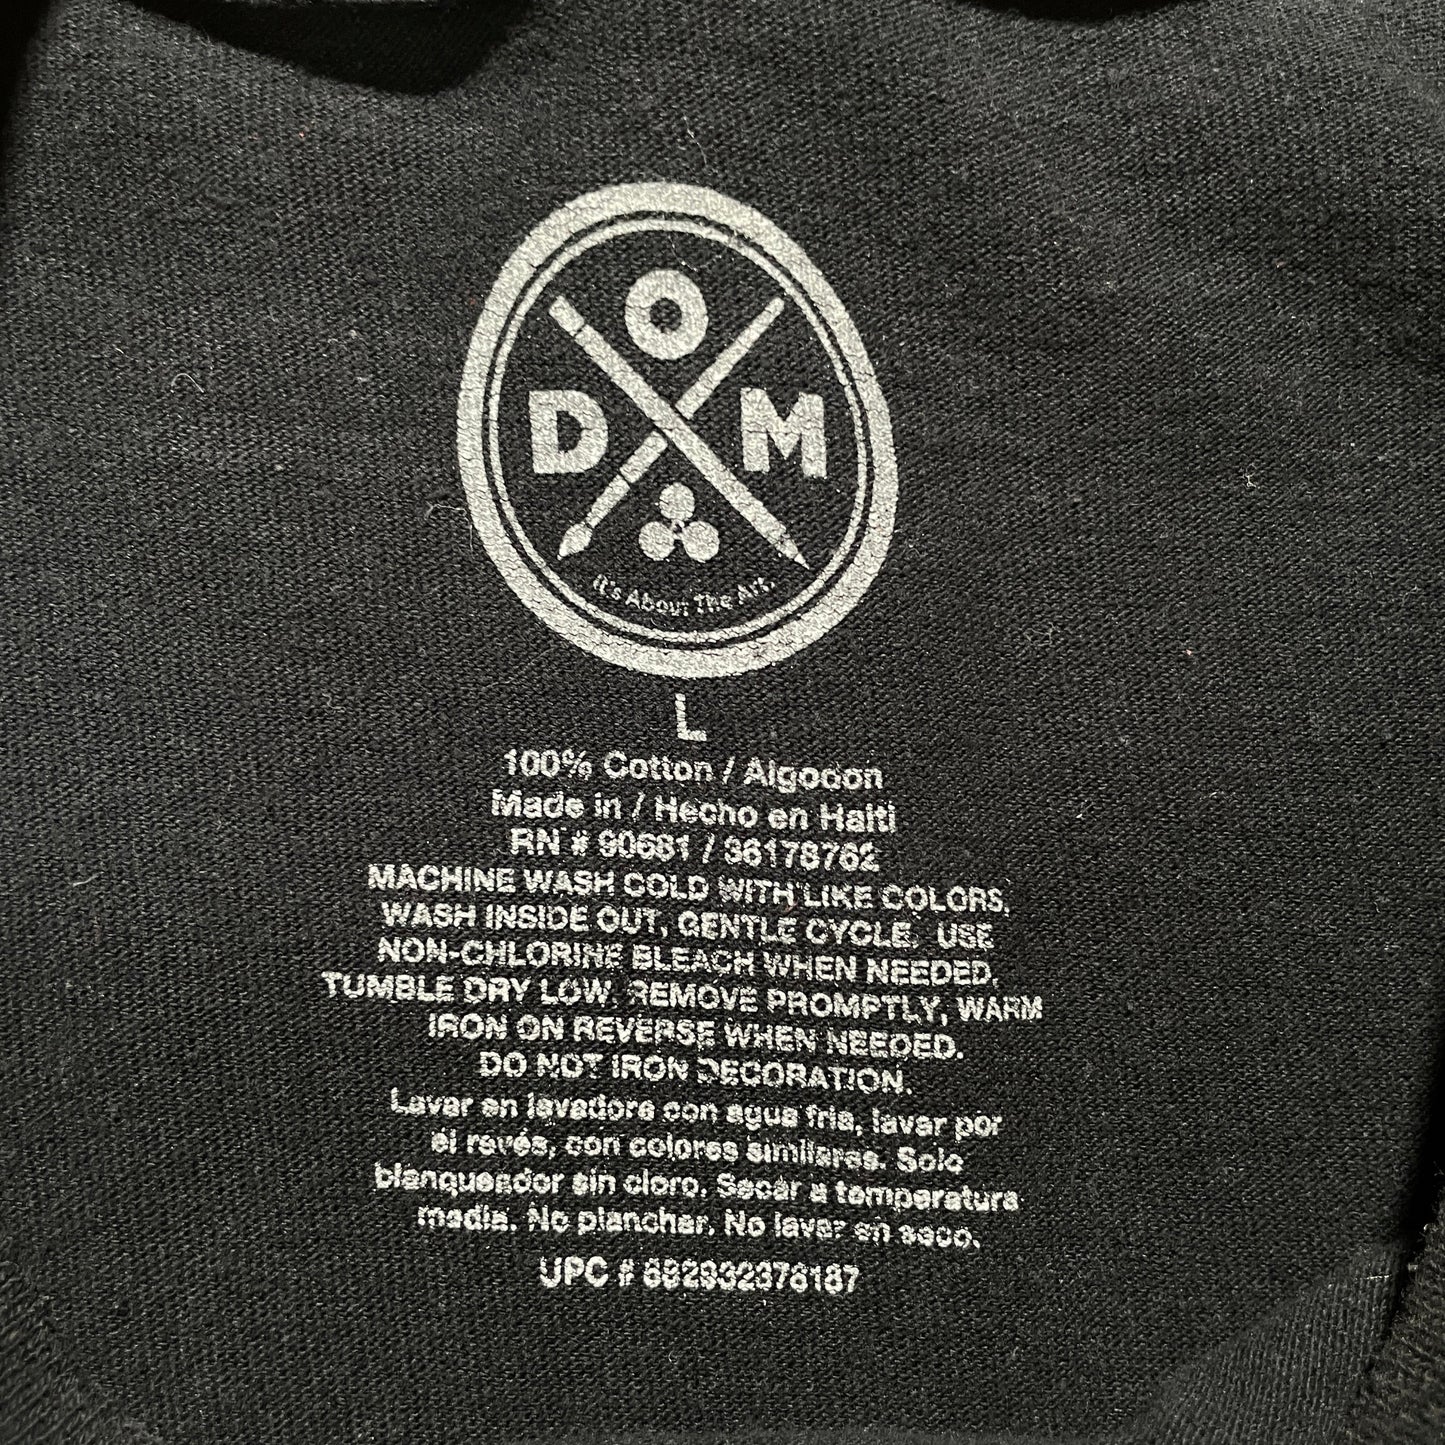 O
D M
It's About The Art.
L
100% Cotton / Algodon
Made in / Hecho en Haiti
RN # 90681 / 36178762
MACHINE WASH COLD WITH LIKE COLORS,
WASH INSIDE OUT, GENTLE CYCLE. USE
NON-CHLORINE BLEACH WHEN NEEDED.
TUMBLE DRY LOW. REMOVE PROMPTLY, WARM
IRON ON REVERSE WHEN NEEDED.
DO NOT IRON DECORATION.
Lavar en lavadora con agua fria, lavar por
el revés, con colores similares. Solo
blanqueador sin cloro. Secar a temperatura
media. No planchar. No lavar en seco.
UPC #